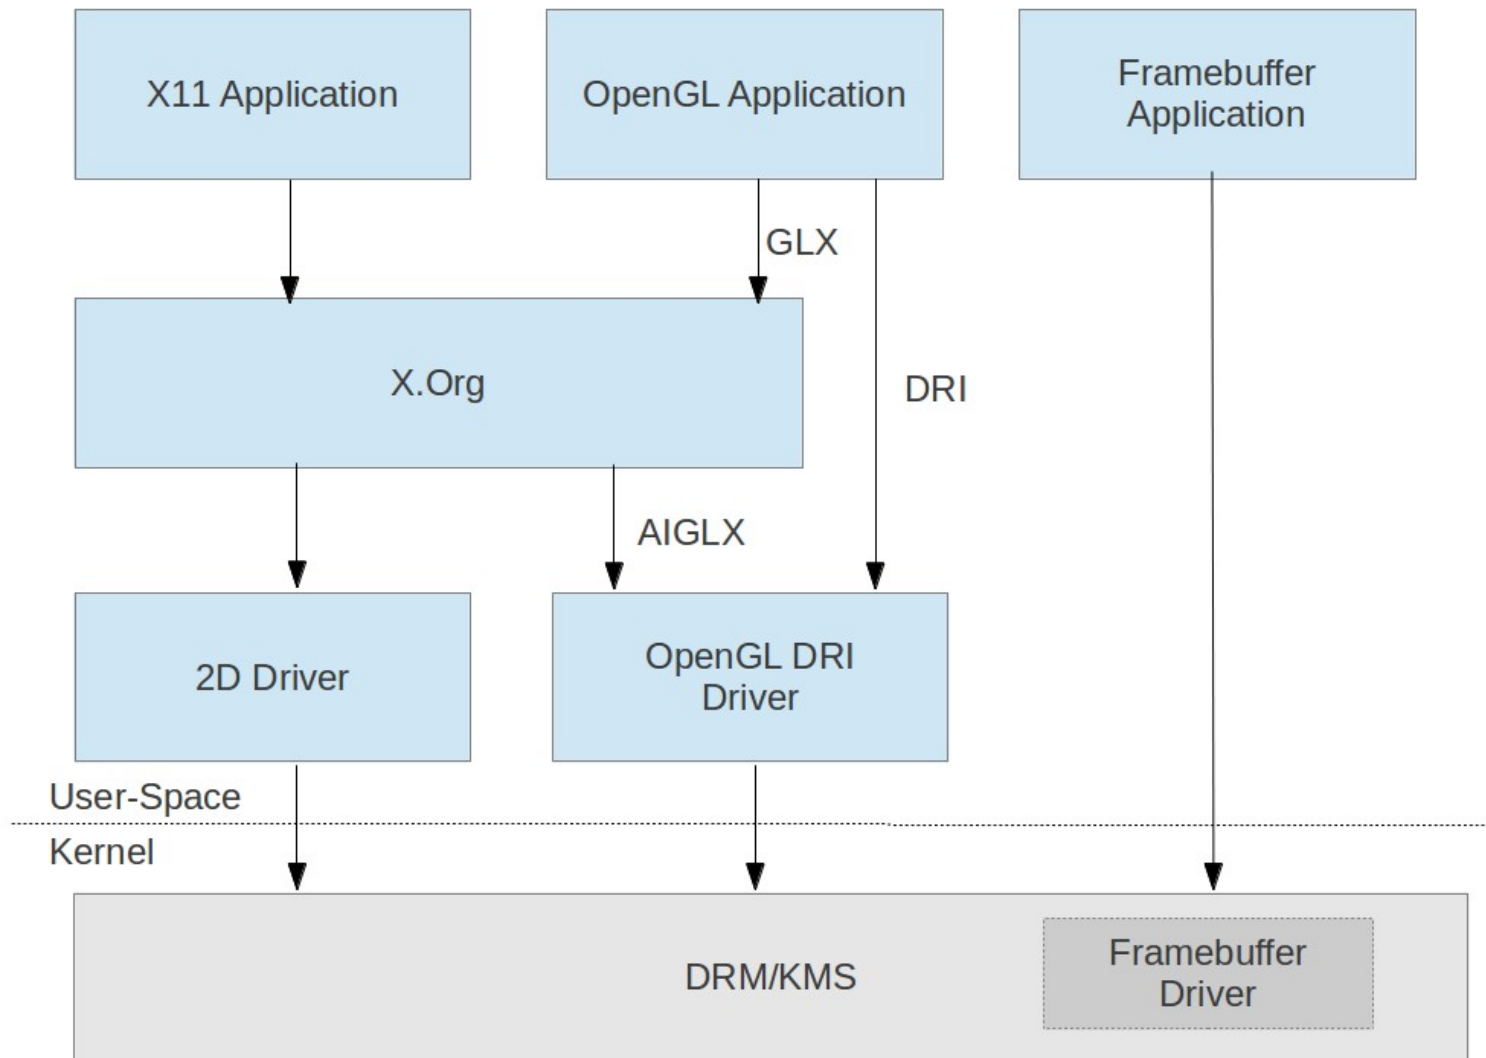 X11 Application
OpenGL Application
Framebuffer
Application
GLX
X.Org
DRI
AIGLX
2D Driver
OpenGL DRI
Driver
User-Space
Kernel
DRM/KMS
Framebuffer
Driver